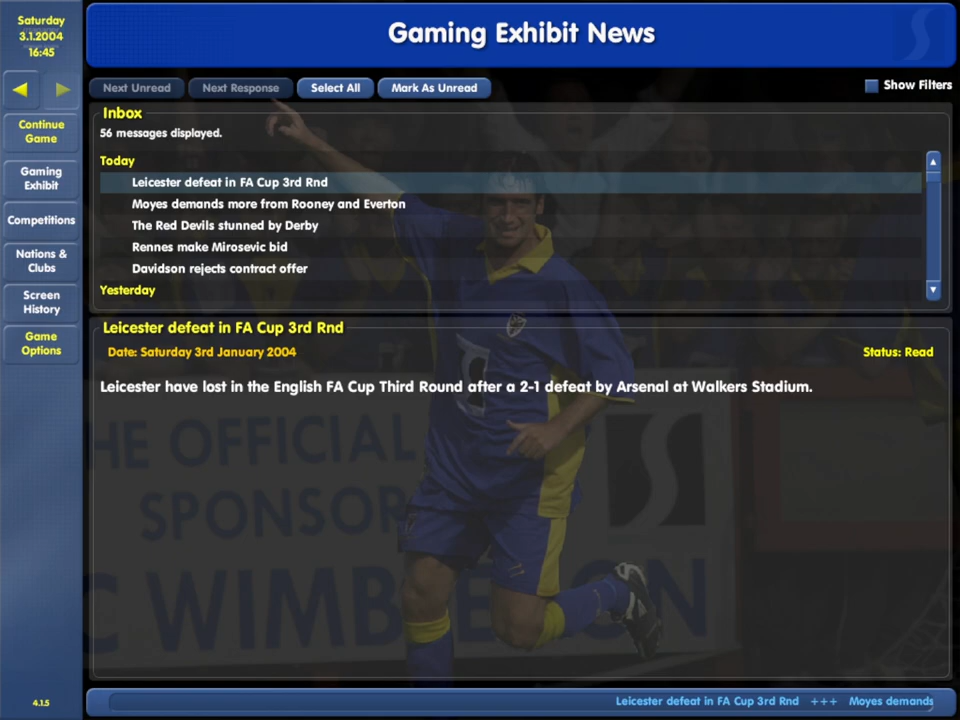 Saturday
3.1.2004
16:45
Gaming Exhibit News
Next Unread
Next Response
Select All
Mark As Unread
Show Filters
Continue
Game
Gaming
Exhibit
Competitions
Nations &
Clubs
Screen
History
Game
Options
Inbox
56 messages displayed.
Today
Leicester defeat in FA Cup 3rd Rnd
Moyes demands more from Rooney and Everton
The Red Devils stunned by Derby
Rennes make Mirosevic bid
Davidson rejects contract offer
Yesterday
Leicester defeat in FA Cup 3rd Rnd
Date: Saturday 3rd January 2004
Status: Read
Leicester have lost in the English FA Cup Third Round after a 2-1 defeat by Arsenal at Walkers Stadium.
HE OFFICIAL
SPONSOR
C WIMBLEDON
4.1.5
Leicester defeat in FA Cup 3rd Rnd +++ Moyes demands